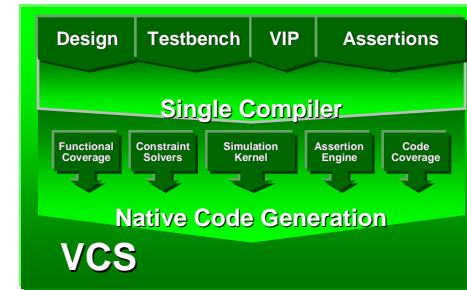 Design Testbench VIP Assertions
Single Compiler
Functional Coverage Constraint Solvers Simulation Kernel Assertion Engine Code Coverage
Native Code Generation
VCS